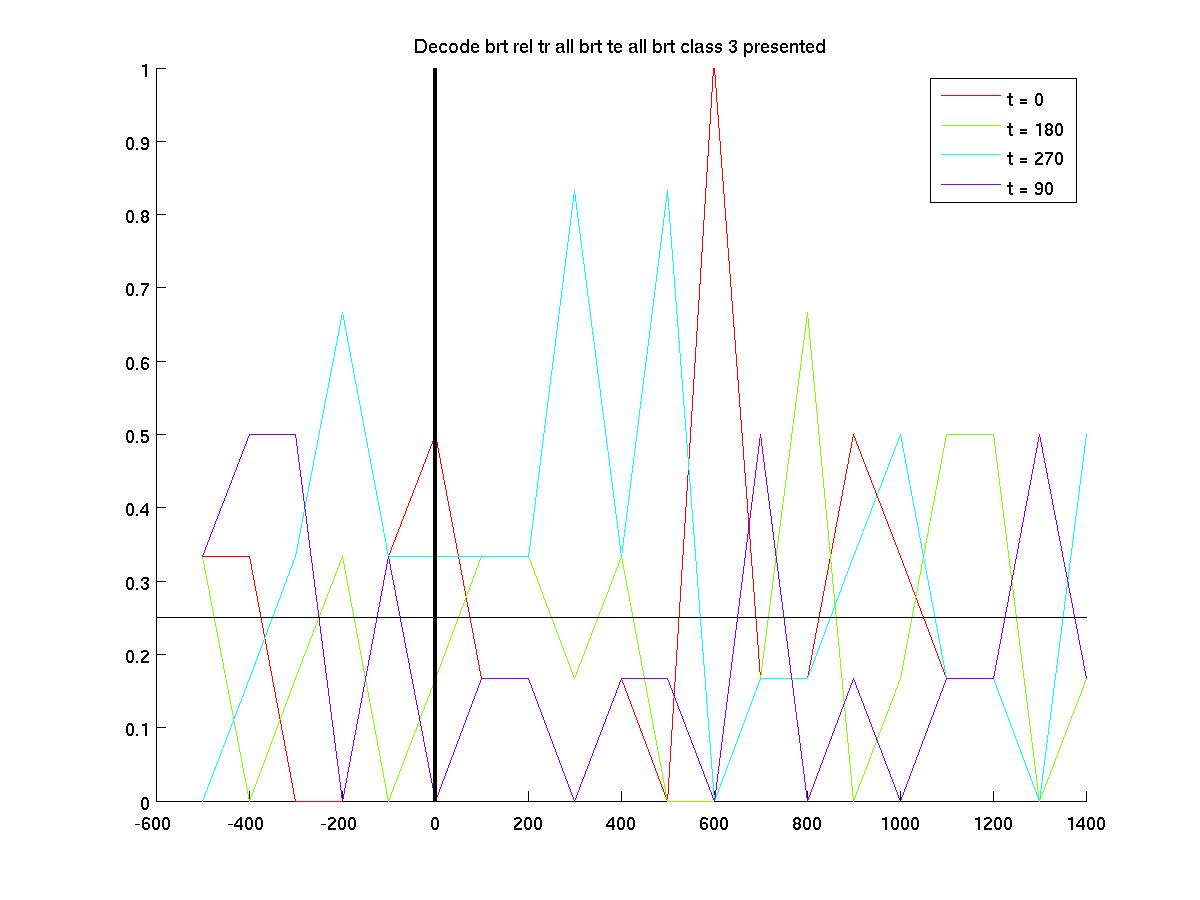 Decode brt rel tr all brt te all brt class 3 presented
1
0.9
0.8
0.7
0.6
0.5
0.4
0.3
0.2
0.1
0
t = 0
t = 180
t = 270
t = 90
-600 -400 -200 0 200 400 600 800 1000 1200 1400